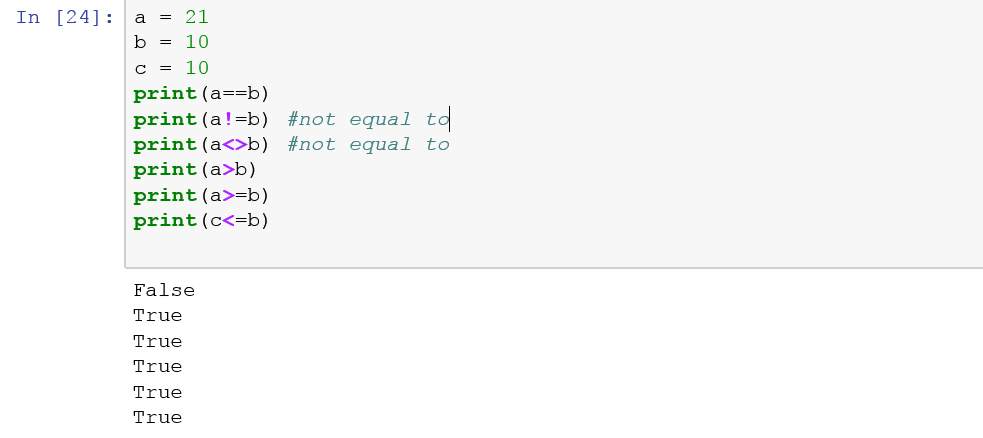 In [24]: a = 21
b = 10
c = 10
print(a==b)
print(a!=b) #not equal to
print(a<>b) #not equal to
print(a>b)
print(a>=b)
print(c<=b)
False
True
True
True
True
True